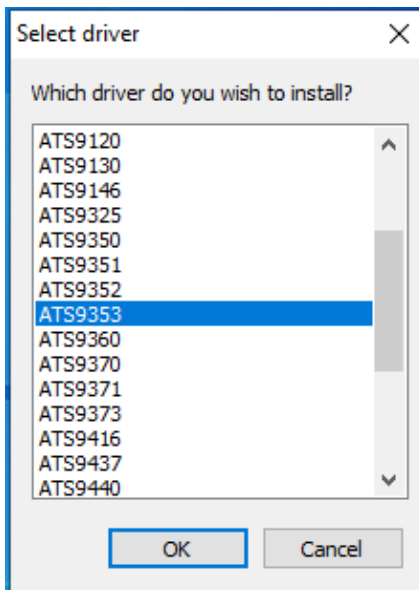 Select driver
Which driver do you wish to install?
ATS9120
ATS9130
ATS9146
ATS9325
ATS9350
ATS9351
ATS9352
ATS9353
ATS9360
ATS9370
ATS9371
ATS9373
ATS9416
ATS9437
ATS9440
OK Cancel